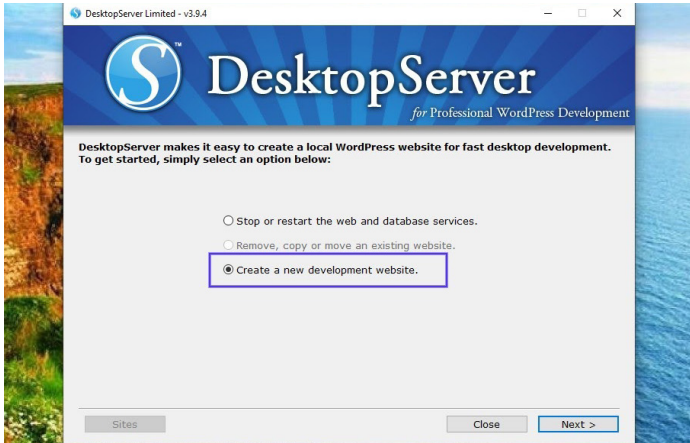 DesktopServer Limited - v3.9.4
S ™
DesktopServer
for Professional WordPress Development
DesktopServer makes it easy to create a local WordPress website for fast desktop development.
To get started, simply select an option below:
Stop or restart the web and database services.
Remove, copy or move an existing website.
Create a new development website.
Sites
Close
Next >